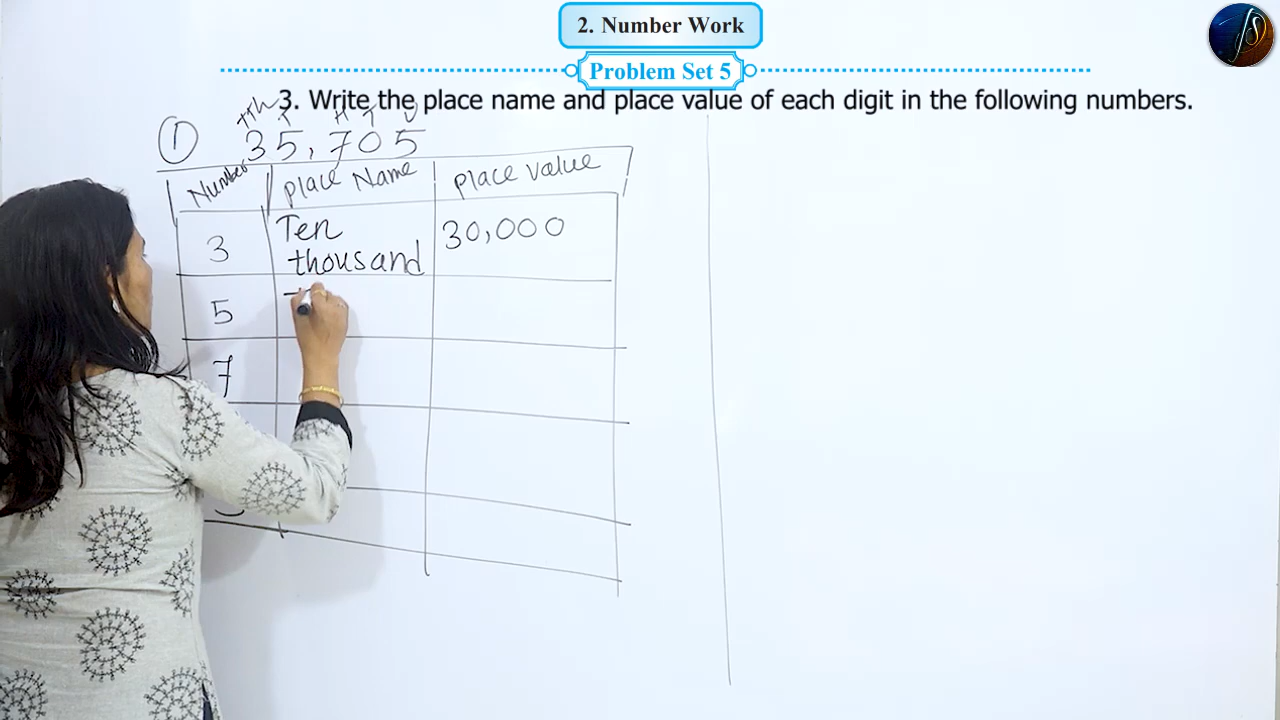 2. Number Work
Problem Set 5
3. Write the place name and place value of each digit in the following numbers.
TTh T H T U
1 35,705
Number Place Name Place Value
3 Ten thousand 30,000
5
7